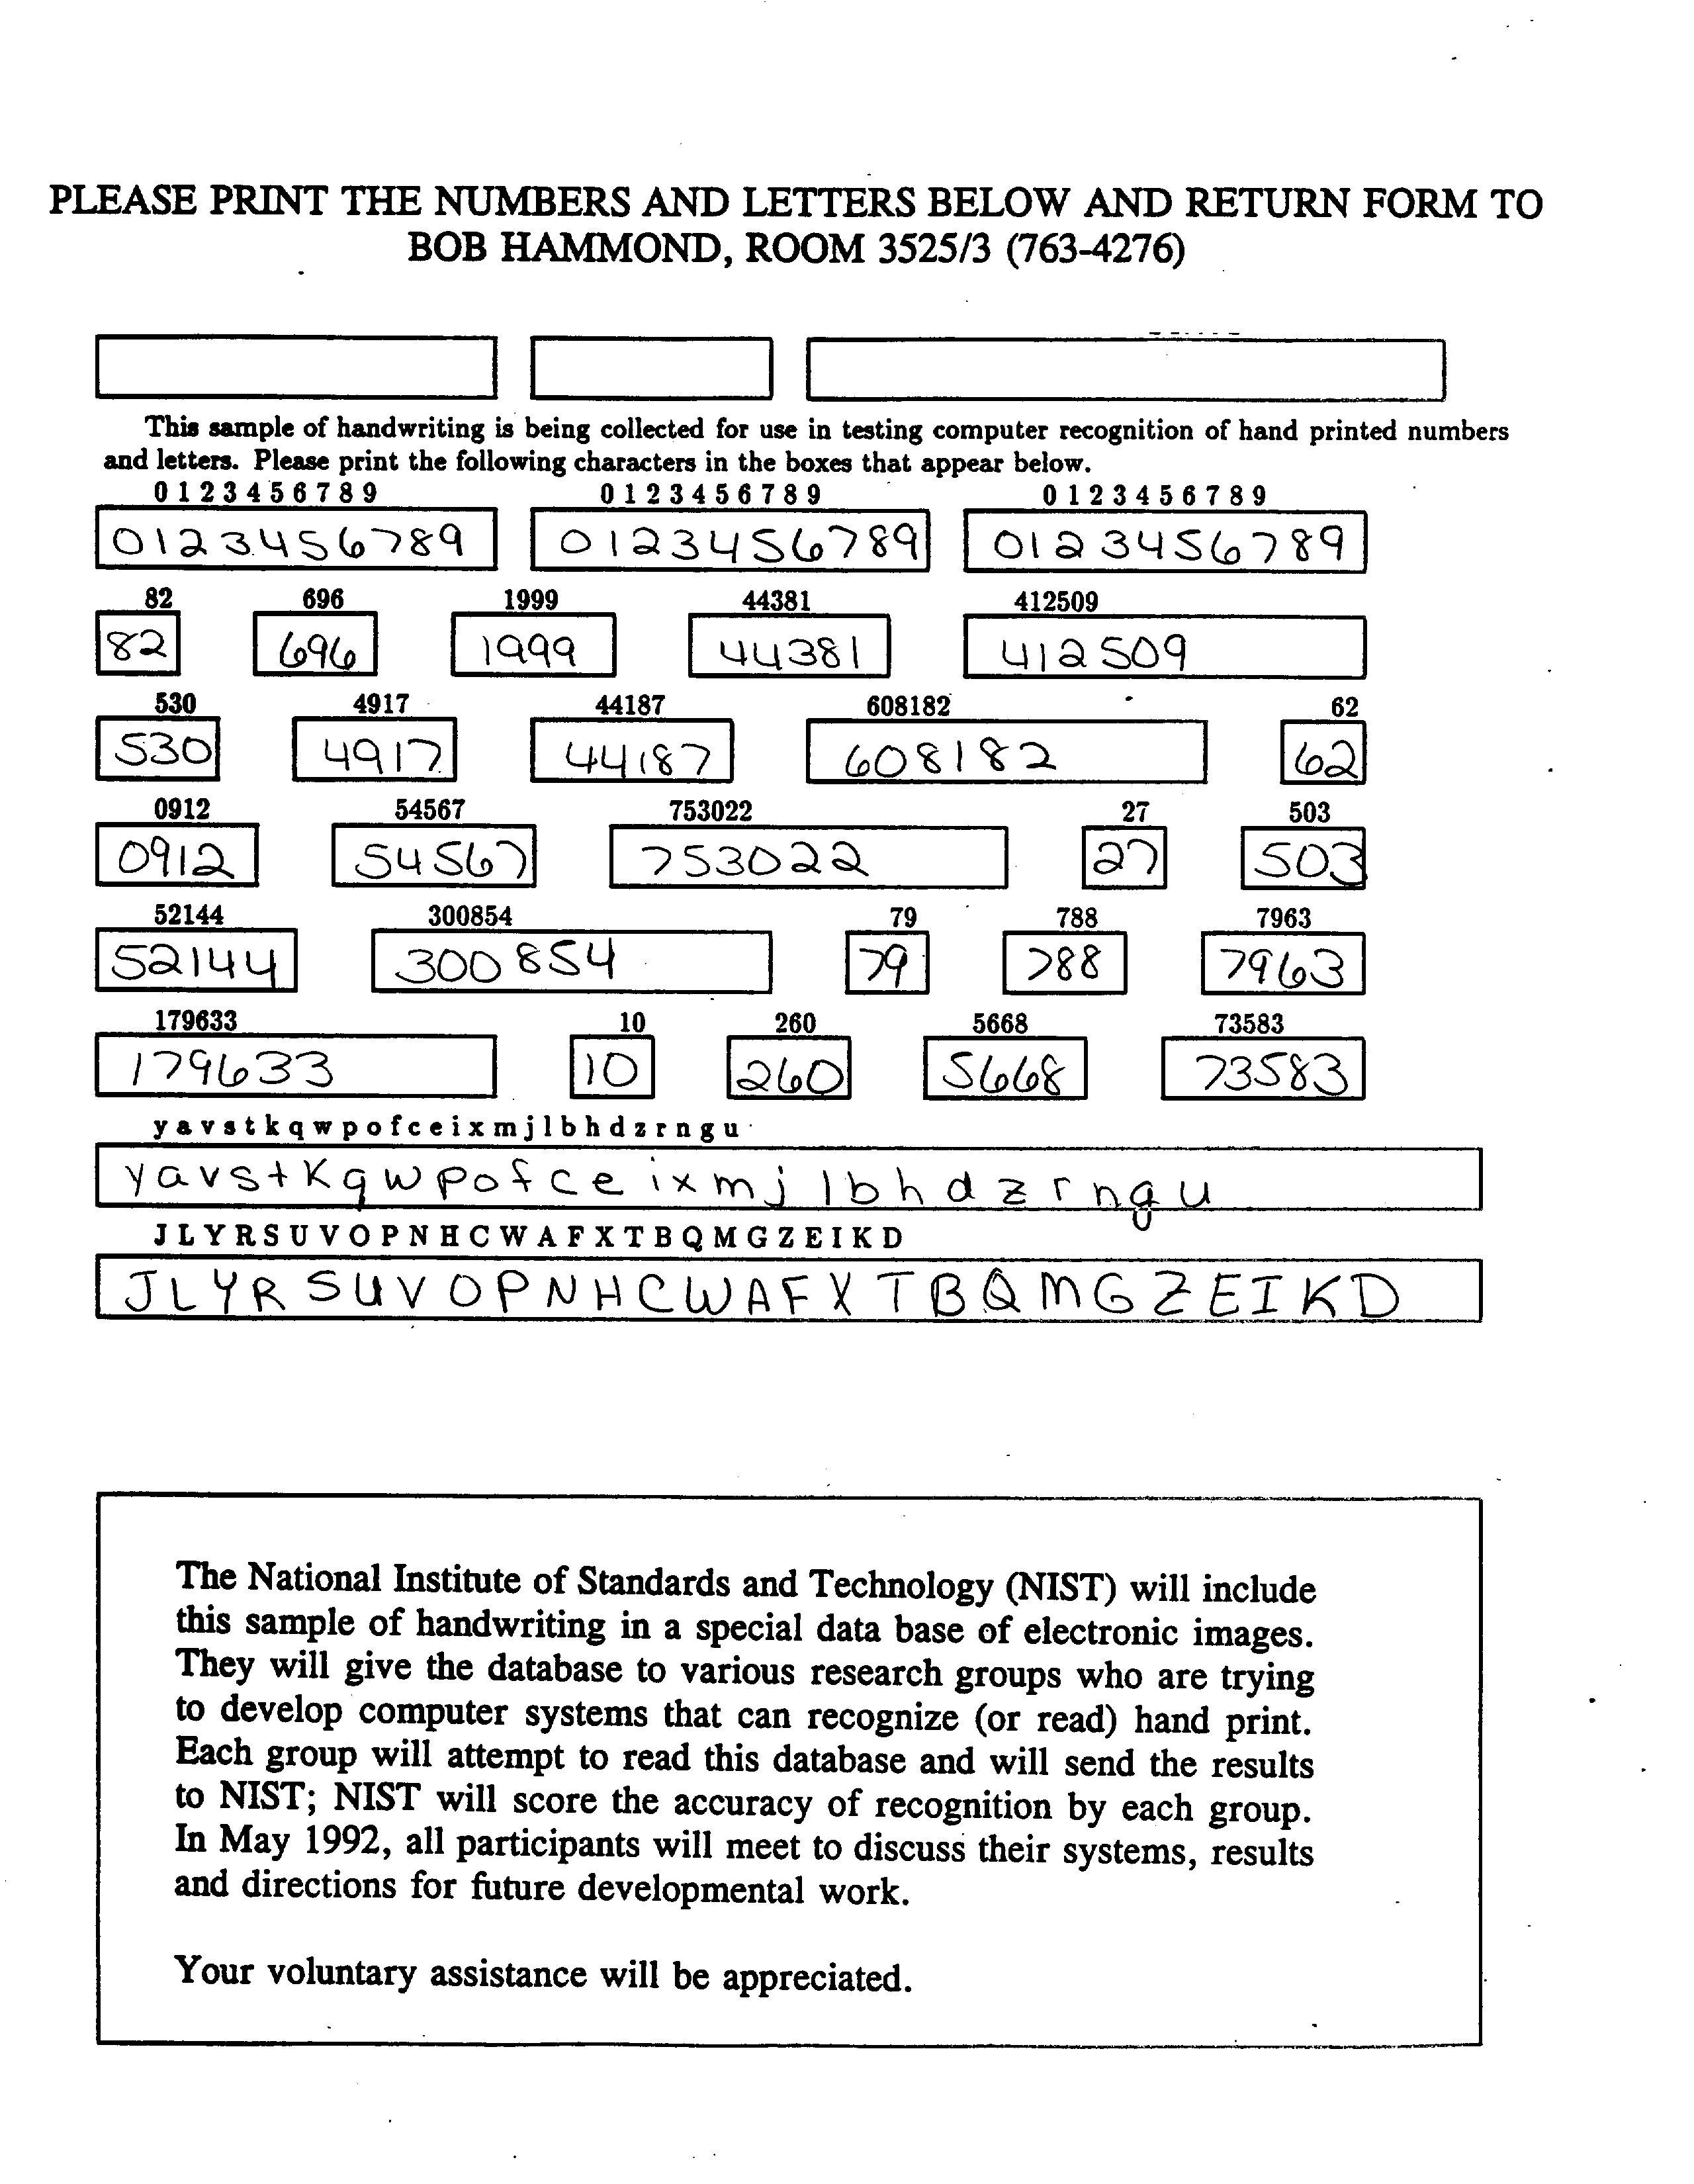 PLEASE PRINT THE NUMBERS AND LETTERS BELOW AND RETURN FORM TO
BOB HAMMOND, ROOM 3525/3 (763-4276)
This sample of handwriting is being collected for use in testing computer recognition of hand printed numbers
and letters. Please print the following characters in the boxes that appear below.
0 1 2 3 4 5 6 7 8 9 0 1 2 3 4 5 6 7 8 9 0 1 2 3 4 5 6 7 8 9
0123456789 0123456789 0123456789
82 696 1999 44381 412509
82 696 1999 44381 412509
530 4917 44187 608182 62
530 4917 44187 608182 62
0912 54567 753022 27 503
0912 54567 753022 27 503
52144 300854 79 788 7963
52144 300854 79 788 7963
179633 10 260 5668 73583
179633 10 260 5668 73583
y a v s t k q w p o f c e i x m j l b h d z r n g u
y a v s t k q w p o f c e i x m j l b h d z r n g u
J L Y R S U V O P N H C W A F X T B Q M G Z E I K D
J L Y R S U V O P N H C W A F X T B Q M G Z E I K D
The National Institute of Standards and Technology (NIST) will include
this sample of handwriting in a special data base of electronic images.
They will give the database to various research groups who are trying
to develop computer systems that can recognize (or read) hand print.
Each group will attempt to read this database and will send the results
to NIST; NIST will score the accuracy of recognition by each group.
In May 1992, all participants will meet to discuss their systems, results
and directions for future developmental work.
Your voluntary assistance will be appreciated.